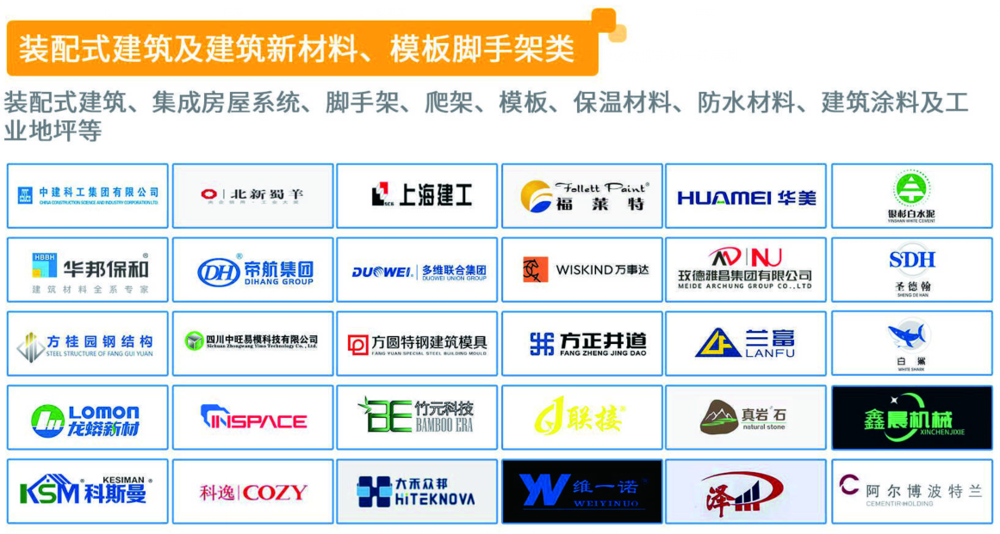 装配式建筑及建筑新材料、模板脚手架类
装配式建筑、集成房屋系统、脚手架、爬架、模板、保温材料、防水材料、建筑涂料及工
业地坪等
中建科工集团有限公司
CHINA CONSTRUCTION SCIENCE AND INDUSTRY CORPORATION LTD.
北新蜀羊
SCG
上海建工
Follett Paint®
福莱特
HUAMEI 华美
银杉白水泥
YINSHAN WHITE CEMENT
HBBH
华邦保和®
建筑材料全系专家
DH®
帝航集团
DIHANG GROUP
DUOWEI.
多维联合集团
DUOWEI UNION GROUP
WISKIND万事达
NU
玫德雅昌集团有限公司
MEIDE ARCHUNG GROUP CO.,LTD
SDH
圣德翰
SHENG DE HAN
方桂园钢结构
STEEL STRUCTURE OF FANG GUI YUAN
四川中旺易模科技有限公司
Sichuan Zhongwang Yimo Technology Co., Ltd.
方圆特钢建筑模具
FANG YUAN SPECIAL STEEL BUILDING MOULD
方正井道
FANG ZHENG JING DAO
兰富
LANFU
白鲨
WHITE SHARK
LOMON
龙蟒新材
INSPACE
BE
竹元科技
BAMBOO ERA
联接®
真岩石
natural stone
鑫晨机械
XINCHENJIXIE
KSM®
KESIMAN®
科斯曼
科逸 COZY
大禾众邦
HiTEKNOVA
W
维一诺®
WEIYINUO
泽
阿尔博波特兰
CEMENTIR HOLDING